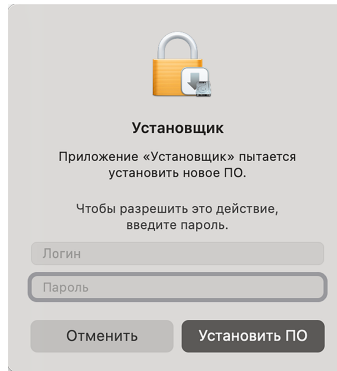 Установщик
Приложение «Установщик» пытается
установить новое ПО.
Чтобы разрешить это действие,
введите пароль.
Логин
Пароль
Отменить
Установить ПО